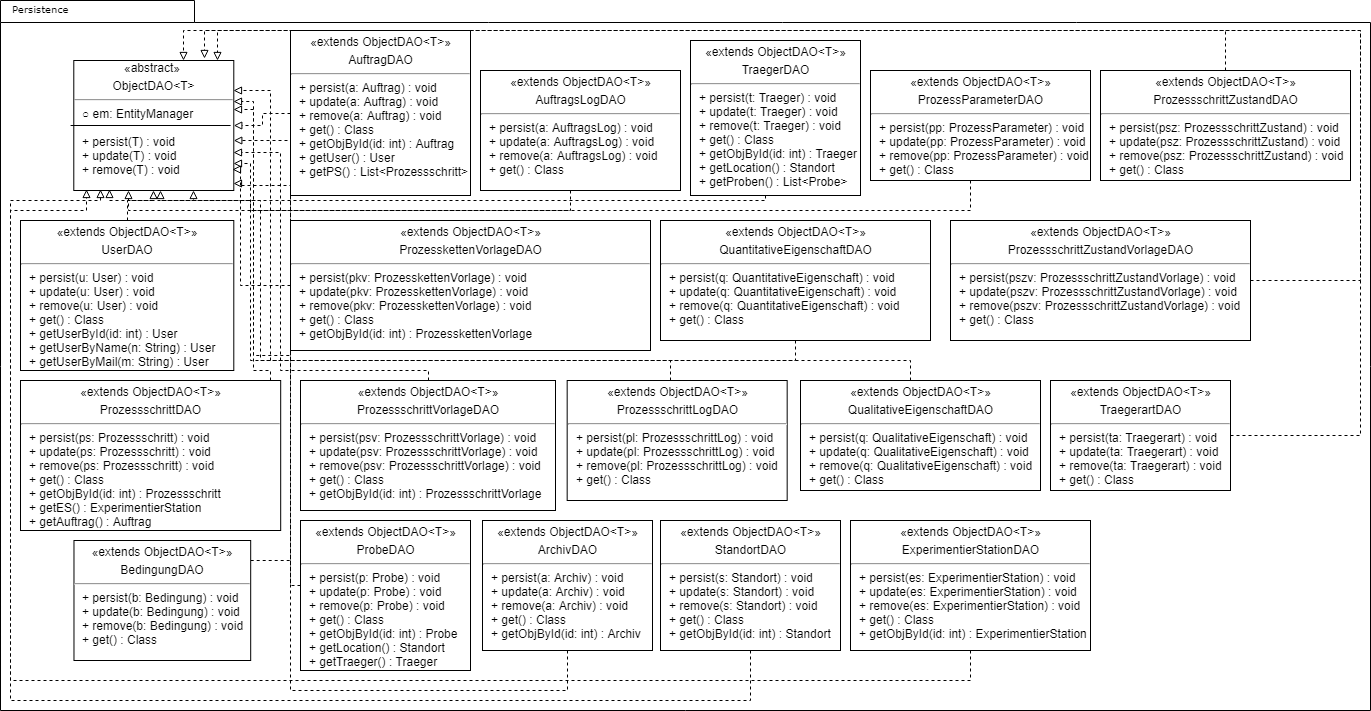 Persistence
«abstract»
ObjectDAO<T>
em: EntityManager
+ persist(T) : void
+ update(T) : void
+ remove(T) : void
«extends ObjectDAO<T>»
AuftragDAO
+ persist(a: Auftrag) : void
+ update(a: Auftrag) : void
+ remove(a: Auftrag) : void
+ get() : Class
+ getObjById(id: int) : Auftrag
+ getUser() : User
+ getPS() : List<Prozessschritt>
«extends ObjectDAO<T>»
AuftragsLogDAO
+ persist(a: AuftragsLog) : void
+ update(a: AuftragsLog) : void
+ remove(a: AuftragsLog) : void
+ get() : Class
«extends ObjectDAO<T>»
TraegerDAO
+ persist(t: Traeger) : void
+ update(t: Traeger) : void
+ remove(t: Traeger) : void
+ get() : Class
+ getObjById(id: int) : Traeger
+ getLocation() : Standort
+ getProben() : List<Probe>
«extends ObjectDAO<T>»
ProzessParameterDAO
+ persist(pp: ProzessParameter) : void
+ update(pp: ProzessParameter) : void
+ remove(pp: ProzessParameter) : void
+ get() : Class
«extends ObjectDAO<T>»
ProzessschrittZustandDAO
+ persist(psz: ProzessschrittZustand) : void
+ update(psz: ProzessschrittZustand) : void
+ remove(psz: ProzessschrittZustand) : void
+ get() : Class
«extends ObjectDAO<T>»
UserDAO
+ persist(u: User) : void
+ update(u: User) : void
+ remove(u: User) : void
+ get() : Class
+ getUserById(id: int) : User
+ getUserByName(n: String) : User
+ getUserByMail(m: String) : User
«extends ObjectDAO<T>»
ProzesskettenVorlageDAO
+ persist(pkv: ProzesskettenVorlage) : void
+ update(pkv: ProzesskettenVorlage) : void
+ remove(pkv: ProzesskettenVorlage) : void
+ get() : Class
+ getObjById(id: int) : ProzesskettenVorlage
«extends ObjectDAO<T>»
QuantitativeEigenschaftDAO
+ persist(q: QuantitativeEigenschaft) : void
+ update(q: QuantitativeEigenschaft) : void
+ remove(q: QuantitativeEigenschaft) : void
+ get() : Class
«extends ObjectDAO<T>»
ProzessschrittZustandVorlageDAO
+ persist(pszv: ProzessschrittZustandVorlage) : void
+ update(pszv: ProzessschrittZustandVorlage) : void
+ remove(pszv: ProzessschrittZustandVorlage) : void
+ get() : Class
«extends ObjectDAO<T>»
ProzessschrittDAO
+ persist(ps: Prozessschritt) : void
+ update(ps: Prozessschritt) : void
+ remove(ps: Prozessschritt) : void
+ get() : Class
+ getObjById(id: int) : Prozessschritt
+ getES() : ExperimentierStation
+ getAuftrag() : Auftrag
«extends ObjectDAO<T>»
ProzessschrittVorlageDAO
+ persist(psv: ProzessschrittVorlage) : void
+ update(psv: ProzessschrittVorlage) : void
+ remove(psv: ProzessschrittVorlage) : void
+ get() : Class
+ getObjById(id: int) : ProzessschrittVorlage
«extends ObjectDAO<T>»
ProzessschrittLogDAO
+ persist(pl: ProzessschrittLog) : void
+ update(pl: ProzessschrittLog) : void
+ remove(pl: ProzessschrittLog) : void
+ get() : Class
«extends ObjectDAO<T>»
QualitativeEigenschaftDAO
+ persist(q: QualitativeEigenschaft) : void
+ update(q: QualitativeEigenschaft) : void
+ remove(q: QualitativeEigenschaft) : void
+ get() : Class
«extends ObjectDAO<T>»
TraegerartDAO
+ persist(ta: Traegerart) : void
+ update(ta: Traegerart) : void
+ remove(ta: Traegerart) : void
+ get() : Class
«extends ObjectDAO<T>»
BedingungDAO
+ persist(b: Bedingung) : void
+ update(b: Bedingung) : void
+ remove(b: Bedingung) : void
+ get() : Class
«extends ObjectDAO<T>»
ProbeDAO
+ persist(p: Probe) : void
+ update(p: Probe) : void
+ remove(p: Probe) : void
+ get() : Class
+ getObjById(id: int) : Probe
+ getLocation() : Standort
+ getTraeger() : Traeger
«extends ObjectDAO<T>»
ArchivDAO
+ persist(a: Archiv) : void
+ update(a: Archiv) : void
+ remove(a: Archiv) : void
+ get() : Class
+ getObjById(id: int) : Archiv
«extends ObjectDAO<T>»
StandortDAO
+ persist(s: Standort) : void
+ update(s: Standort) : void
+ remove(s: Standort) : void
+ get() : Class
+ getObjById(id: int) : Standort
«extends ObjectDAO<T>»
ExperimentierStationDAO
+ persist(es: ExperimentierStation) : void
+ update(es: ExperimentierStation) : void
+ remove(es: ExperimentierStation) : void
+ get() : Class
+ getObjById(id: int) : ExperimentierStation